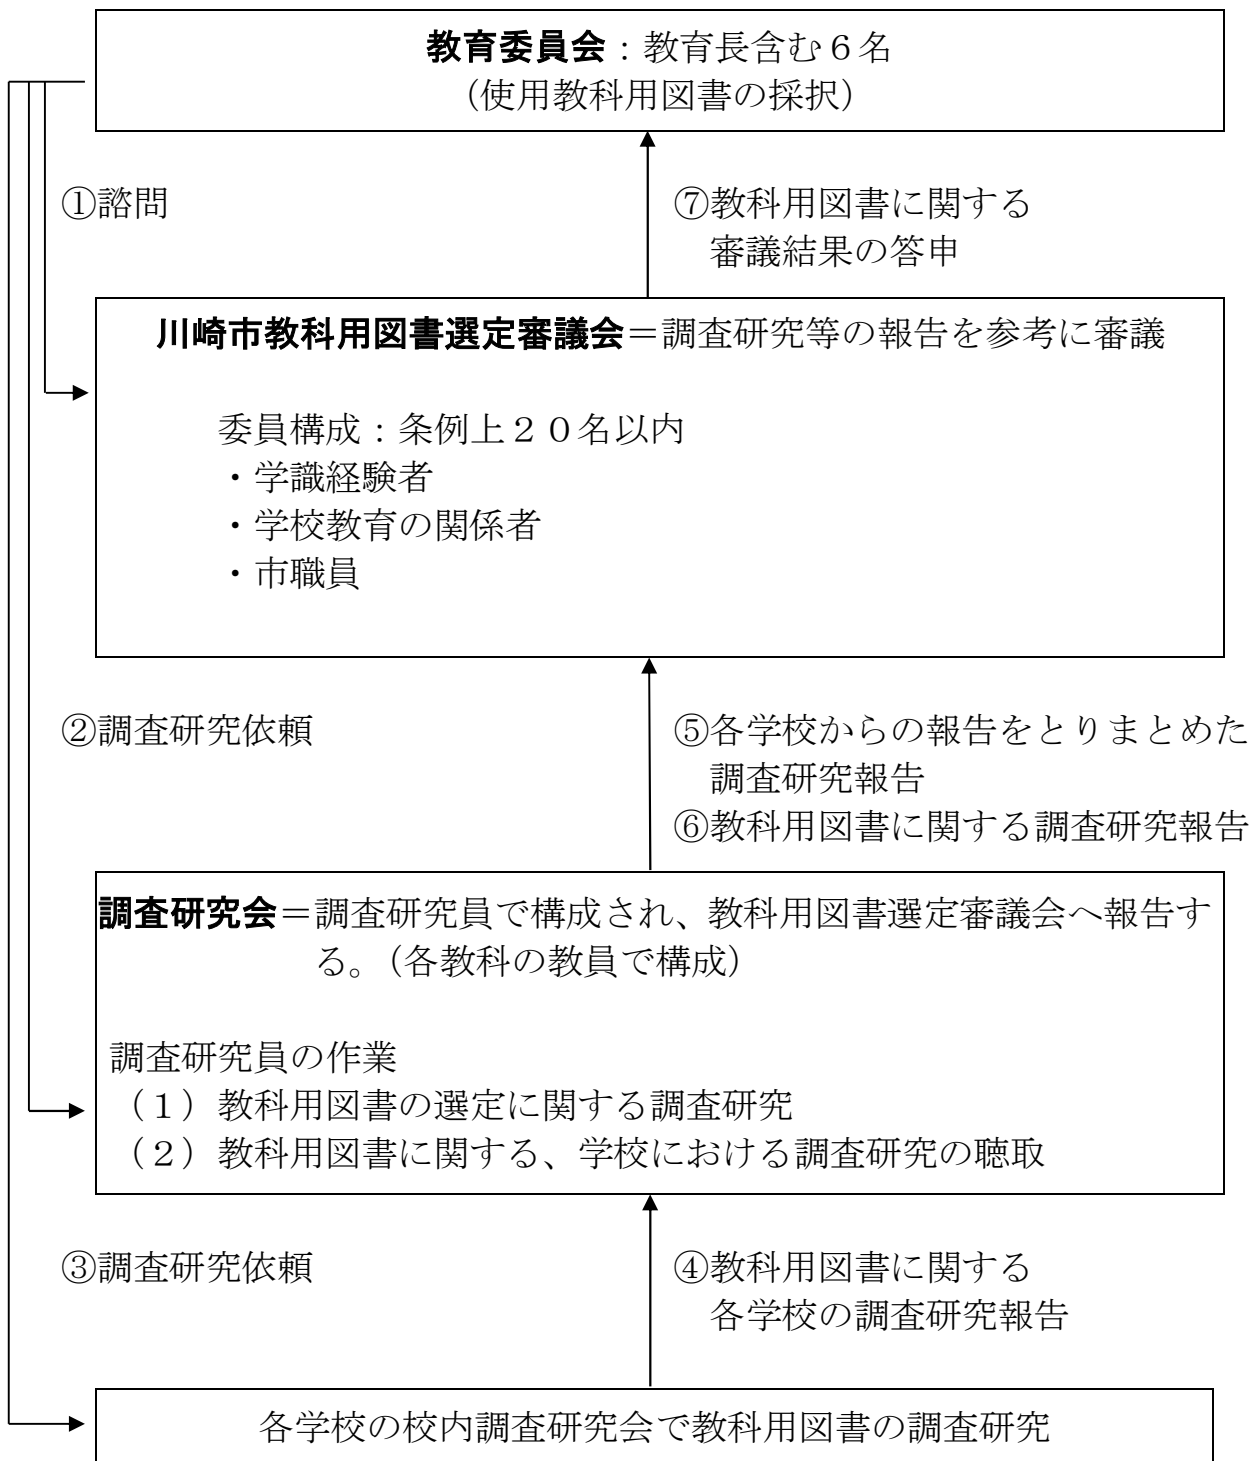 教育委員会：教育長含む６名
（使用教科用図書の採択）
①諮問
⑦教科用図書に関する
審議結果の答申
川崎市教科用図書選定審議会＝調査研究等の報告を参考に審議
委員構成：条例上２０名以内
・学識経験者
・学校教育の関係者
・市職員
②調査研究依頼
⑤各学校からの報告をとりまとめた
調査研究報告
⑥教科用図書に関する調査研究報告
調査研究会＝調査研究員で構成され、教科用図書選定審議会へ報告す
る。（各教科の教員で構成）
調査研究員の作業
（１）教科用図書の選定に関する調査研究
（２）教科用図書に関する、学校における調査研究の聴取
③調査研究依頼
④教科用図書に関する
各学校の調査研究報告
各学校の校内調査研究会で教科用図書の調査研究